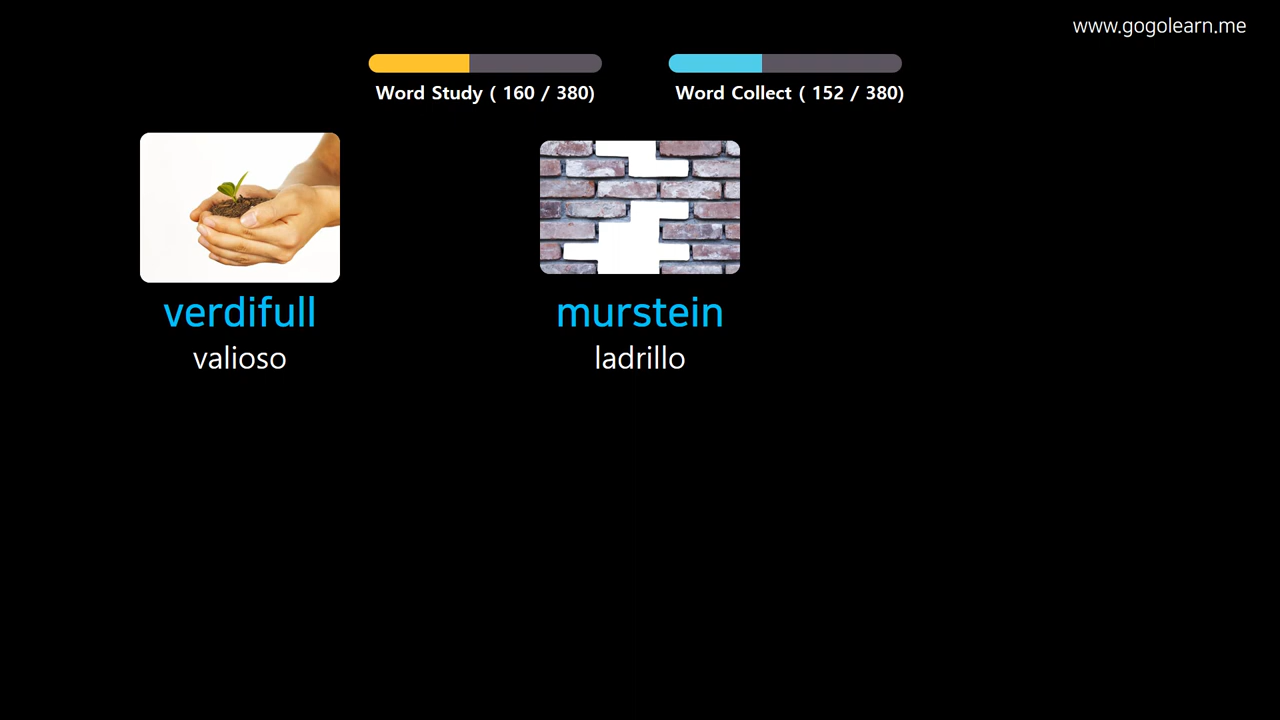 www.gogolearn.me
Word Study ( 160 / 380)
Word Collect ( 152 / 380)
verdifull
valioso
murstein
ladrillo